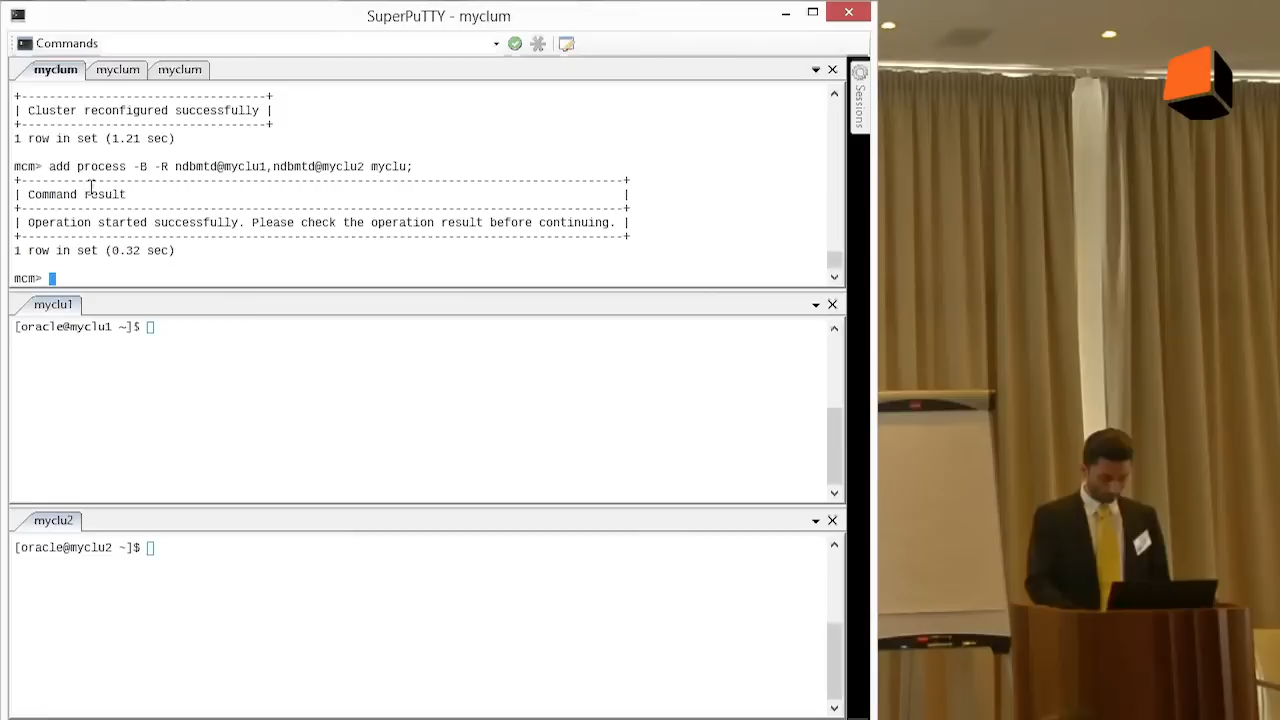 SuperPuTTY - myclum
Commands
myclum myclum myclum
+-----------------------------------+
| Cluster reconfigured successfully |
+-----------------------------------+
1 row in set (1.21 sec)
mcm> add process -B -R ndbmtd@myclu1,ndbmtd@myclu2 myclu;
+-------------------------------------------------------------------------------------+
| Command result |
+-------------------------------------------------------------------------------------+
| Operation started successfully. Please check the operation result before continuing. |
+-------------------------------------------------------------------------------------+
1 row in set (0.32 sec)
mcm>
Sessions
myclu1
[oracle@myclu1 ~]$
myclu2
[oracle@myclu2 ~]$